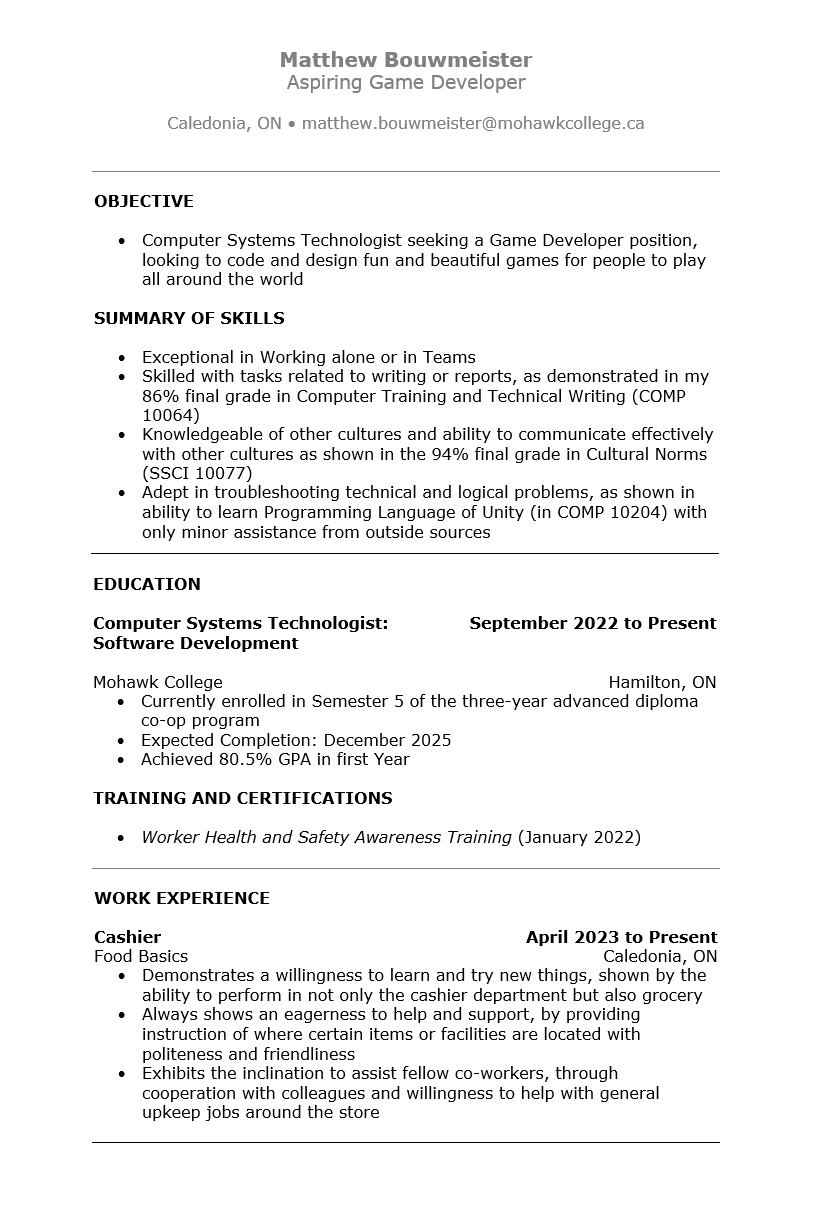 Matthew Bouwmeister
Aspiring Game Developer
Caledonia, ON • matthew.bouwmeister@mohawkcollege.ca
OBJECTIVE
• Computer Systems Technologist seeking a Game Developer position,
looking to code and design fun and beautiful games for people to play
all around the world
SUMMARY OF SKILLS
• Exceptional in Working alone or in Teams
• Skilled with tasks related to writing or reports, as demonstrated in my
86% final grade in Computer Training and Technical Writing (COMP
10064)
• Knowledgeable of other cultures and ability to communicate effectively
with other cultures as shown in the 94% final grade in Cultural Norms
(SSCI 10077)
• Adept in troubleshooting technical and logical problems, as shown in
ability to learn Programming Language of Unity (in COMP 10204) with
only minor assistance from outside sources
EDUCATION
Computer Systems Technologist: September 2022 to Present
Software Development
Mohawk College Hamilton, ON
• Currently enrolled in Semester 5 of the three-year advanced diploma
co-op program
• Expected Completion: December 2025
• Achieved 80.5% GPA in first Year
TRAINING AND CERTIFICATIONS
• Worker Health and Safety Awareness Training (January 2022)
WORK EXPERIENCE
Cashier April 2023 to Present
Food Basics Caledonia, ON
• Demonstrates a willingness to learn and try new things, shown by the
ability to perform in not only the cashier department but also grocery
• Always shows an eagerness to help and support, by providing
instruction of where certain items or facilities are located with
politeness and friendliness
• Exhibits the inclination to assist fellow co-workers, through
cooperation with colleagues and willingness to help with general
upkeep jobs around the store